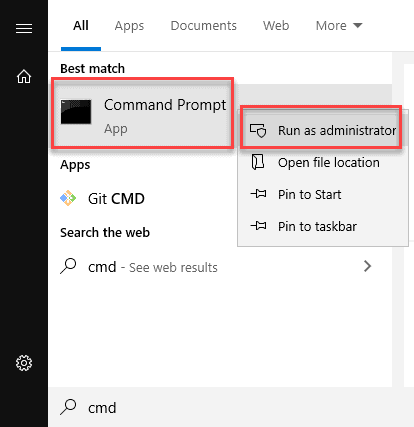 All Apps Documents Web More
Best match
Command Prompt
App
Run as administrator
Open file location
Pin to Start
Pin to taskbar
Apps
Git CMD
Search the web
cmd - See web results
cmd